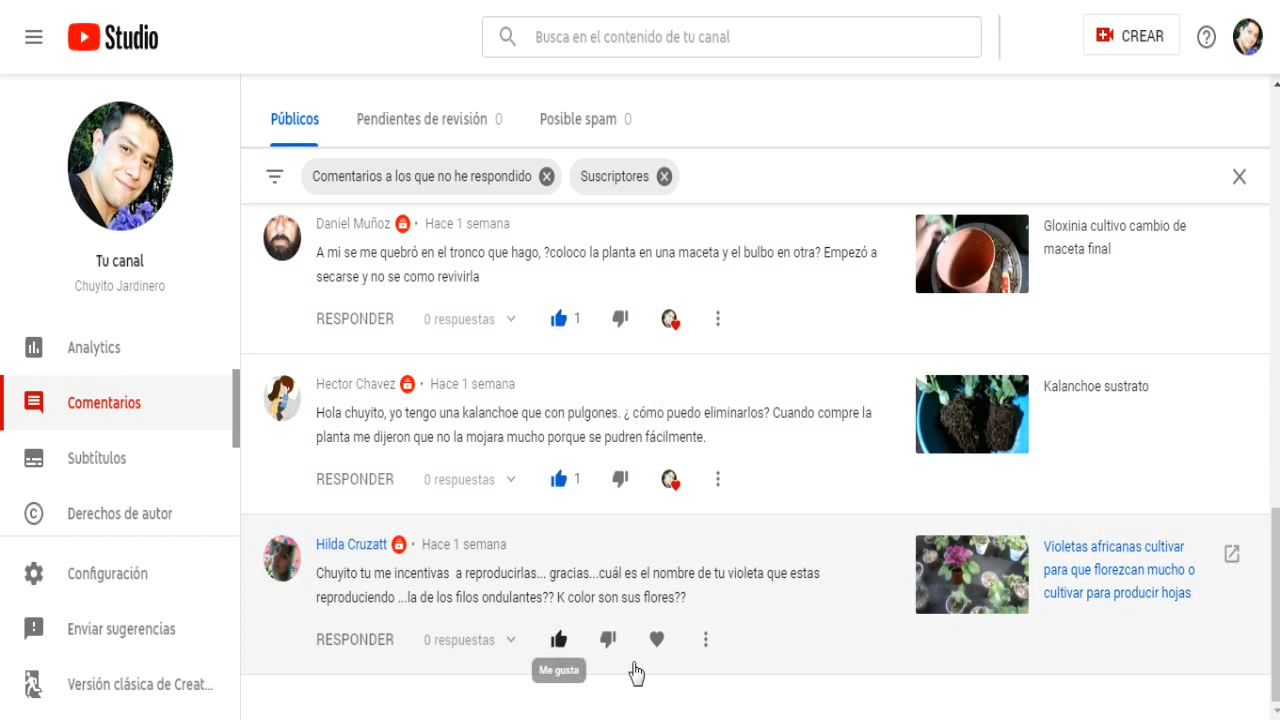 Studio
Busca en el contenido de tu canal
CREAR
Tu canal
Chuyito Jardinero
Analytics
Comentarios
Subtítulos
Derechos de autor
Configuración
Enviar sugerencias
Versión clásica de Creat...
Públicos
Pendientes de revisión 0
Posible spam 0
Comentarios a los que no he respondido
Suscriptores
Daniel Muñoz • Hace 1 semana
A mi se me quebró en el tronco que hago, ?coloco la planta en una maceta y el bulbo en otra? Empezó a
secarse y no se como revivirla
RESPONDER 0 respuestas 1
Gloxinia cultivo cambio de
maceta final
Hector Chavez • Hace 1 semana
Hola chuyito, yo tengo una kalanchoe que con pulgones. ¿ cómo puedo eliminarlos? Cuando compre la
planta me dijeron que no la mojara mucho porque se pudren fácilmente.
RESPONDER 0 respuestas 1
Kalanchoe sustrato
Hilda Cruzatt • Hace 1 semana
Chuyito tu me incentivas a reproducirlas... gracias...cuál es el nombre de tu violeta que estas
reproduciendo ...la de los filos ondulantes?? K color son sus flores??
RESPONDER 0 respuestas
Me gusta
Violetas africanas cultivar
para que florezcan mucho o
cultivar para producir hojas